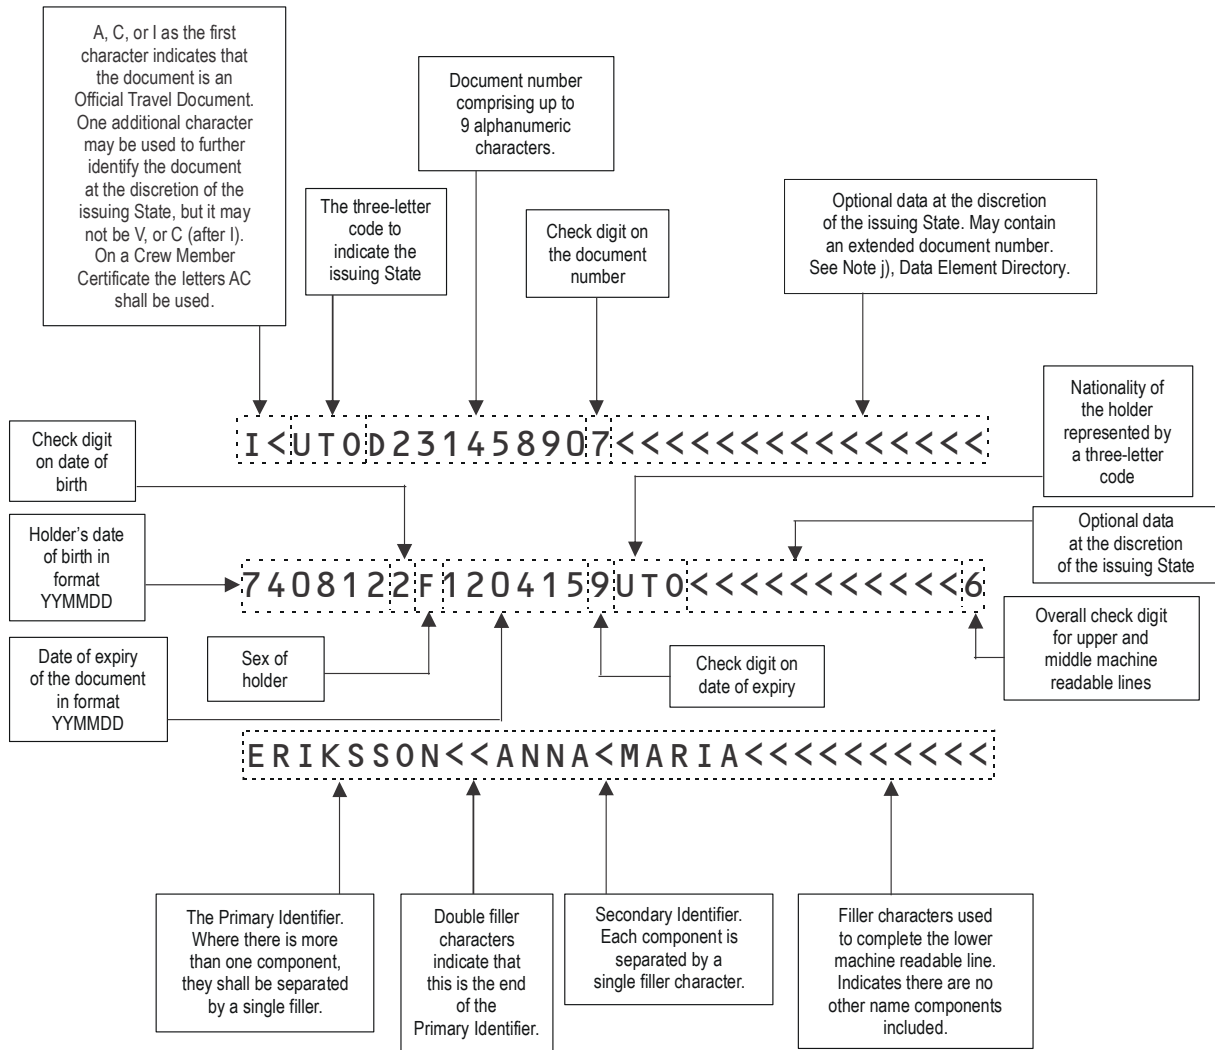 A, C, or I as the first
character indicates that
the document is an
Official Travel Document.
One additional character
may be used to further
identify the document
at the discretion of the
issuing State, but it may
not be V, or C (after I).
On a Crew Member
Certificate the letters AC
shall be used.
The three-letter
code to
indicate the
issuing State
Document number
comprising up to
9 alphanumeric
characters.
Check digit on
the document
number
Optional data at the discretion
of the issuing State. May contain
an extended document number.
See Note j), Data Element Directory.
Nationality of
the holder
represented by
a three-letter
code
I<UTOD231458907<<<<<<<<<<<<<<<
Check digit
on date of
birth
Holder's date
of birth in
format
YYMMDD
Optional data
at the discretion
of the issuing State
7408122F1204159UTO<<<<<<<<<<<6
Date of expiry
of the document
in format
YYMMDD
Sex of
holder
Check digit on
date of expiry
Overall check digit
for upper and
middle machine
readable lines
ERIKSSON<<ANNA<MARIA<<<<<<<<<<
The Primary Identifier.
Where there is more
than one component,
they shall be separated
by a single filler.
Double filler
characters
indicate that
this is the end
of the
Primary Identifier.
Secondary Identifier.
Each component is
separated by a
single filler character.
Filler characters used
to complete the lower
machine readable line.
Indicates there are no
other name components
included.